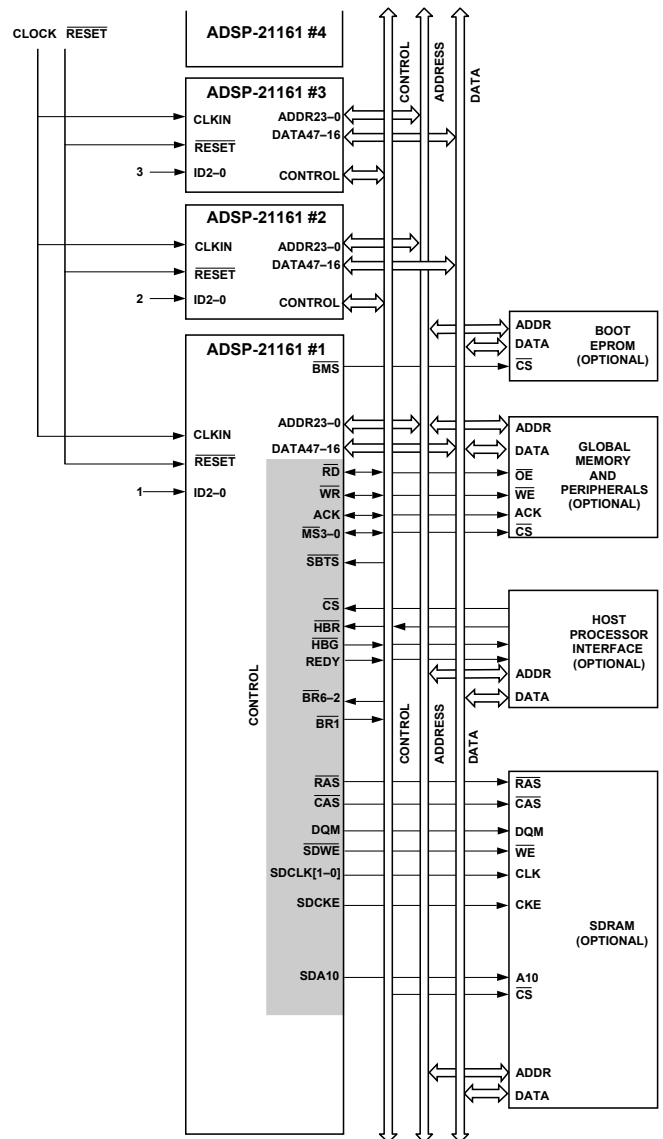 CLOCK RESET
ADSP-21161 #4
CONTROL
ADDRESS
DATA
ADSP-21161 #3
CLKIN
RESET
3
ID2–0
ADDR23–0
DATA47–16
CONTROL
ADSP-21161 #2
CLKIN
RESET
2
ID2–0
ADDR23–0
DATA47–16
CONTROL
ADSP-21161 #1
BMS
CLKIN
RESET
1
ID2–0
ADDR23–0
DATA47–16
RD
WR
ACK
MS3–0
SBTS
CS
HBR
HBG
REDY
BR6–2
BR1
CONTROL
RAS
CAS
DQM
SDWE
SDCLK[1–0]
SDCKE
SDA10
CONTROL
ADDRESS
DATA
ADDR
DATA
CS
BOOT
EPROM
(OPTIONAL)
ADDR
DATA
OE
WE
ACK
CS
GLOBAL
MEMORY
AND
PERIPHERALS
(OPTIONAL)
HOST
PROCESSOR
INTERFACE
(OPTIONAL)
ADDR
DATA
RAS
CAS
DQM
WE
CLK
CKE
SDRAM
(OPTIONAL)
A10
CS
ADDR
DATA